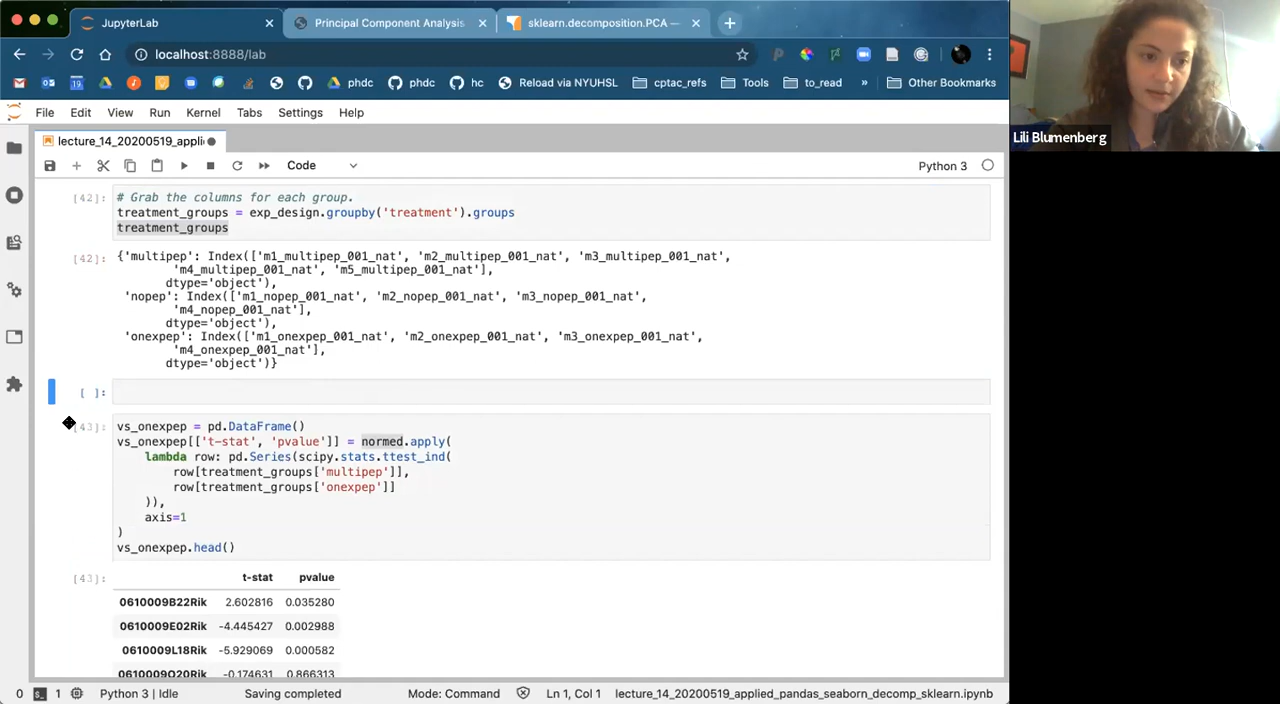 JupyterLab
Principal Component Analysis
sklearn.decomposition.PCA —
localhost:8888/lab
phdc
phdc
hc
Reload via NYUHSL
cptac_refs
Tools
to_read
»
Other Bookmarks
Lili Blumenberg
File Edit View Run Kernel Tabs Settings Help
lecture_14_20200519_appli
Code
Python 3
[42]:
# Grab the columns for each group.
treatment_groups = exp_design.groupby('treatment').groups
treatment_groups
[42]:
{'multipep': Index(['m1_multipep_001_nat', 'm2_multipep_001_nat', 'm3_multipep_001_nat',
'm4_multipep_001_nat', 'm5_multipep_001_nat'],
dtype='object'),
'nopep': Index(['m1_nopep_001_nat', 'm2_nopep_001_nat', 'm3_nopep_001_nat',
'm4_nopep_001_nat'],
dtype='object'),
'onexpep': Index(['m1_onexpep_001_nat', 'm2_onexpep_001_nat', 'm3_onexpep_001_nat',
'm4_onexpep_001_nat'],
dtype='object')}
[ ]:
[43]:
vs_onexpep = pd.DataFrame()
vs_onexpep[['t-stat', 'pvalue']] = normed.apply(
lambda row: pd.Series(scipy.stats.ttest_ind(
row[treatment_groups['multipep']],
row[treatment_groups['onexpep']]
)),
axis=1
)
vs_onexpep.head()
[43]:
t-stat pvalue
0610009B22Rik 2.602816 0.035280
0610009E02Rik -4.445427 0.002988
0610009L18Rik -5.929069 0.000582
0610009O20Rik -0.174631 0.866313
0 1 Python 3 | Idle Saving completed Mode: Command Ln 1, Col 1 lecture_14_20200519_applied_pandas_seaborn_decomp_sklearn.ipynb